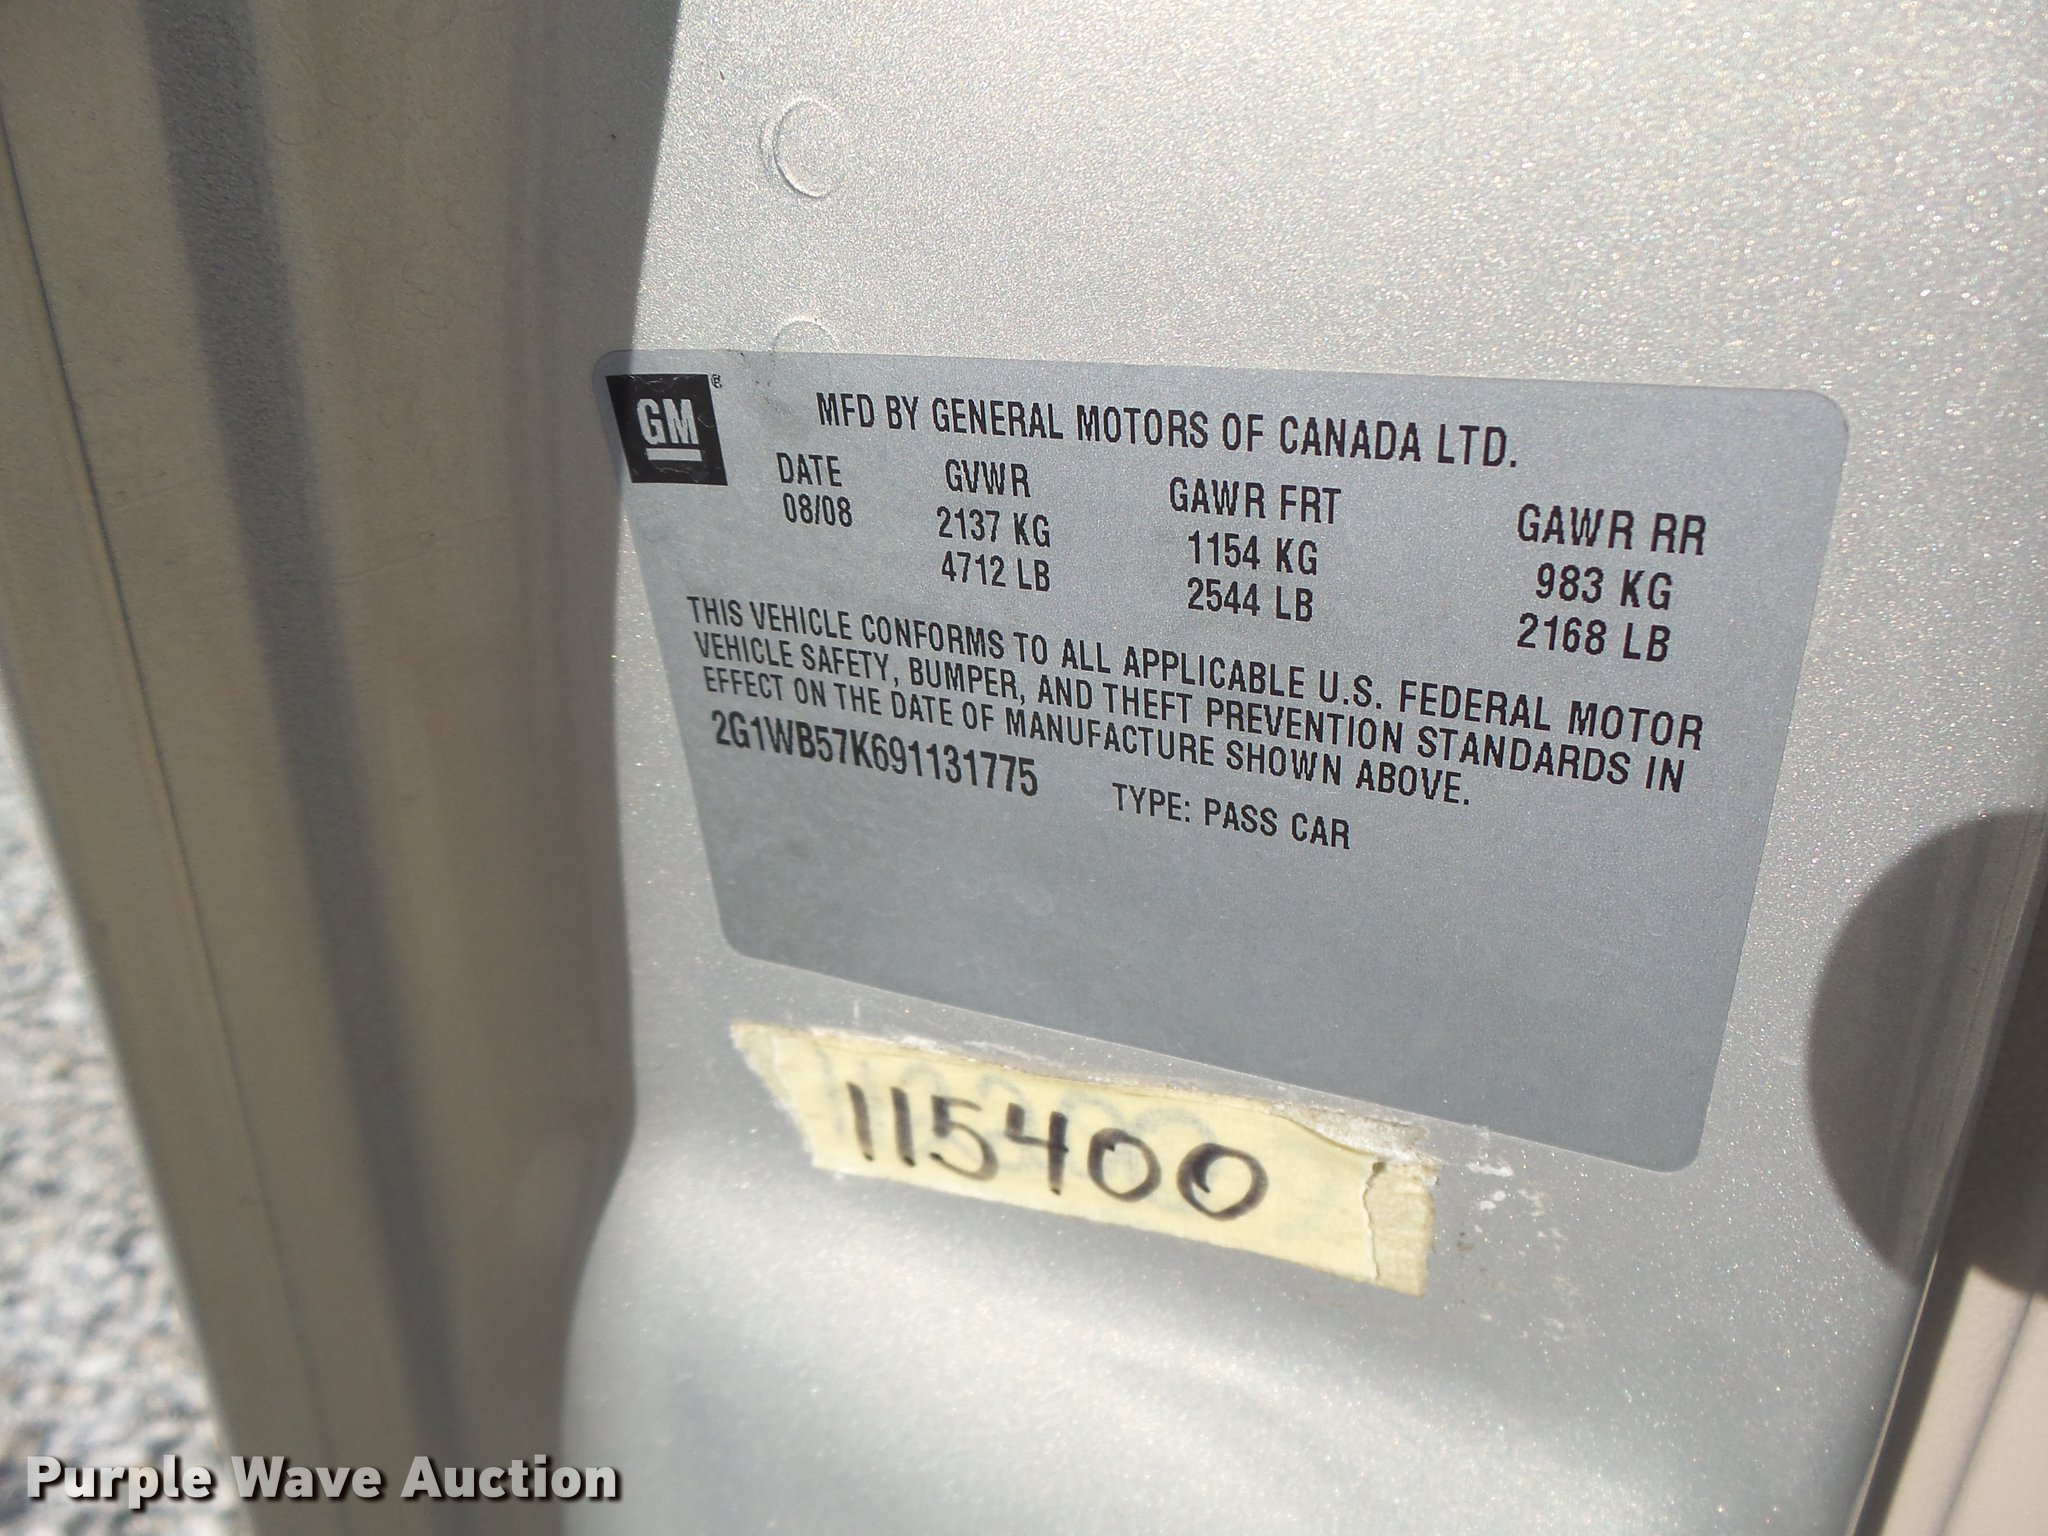 GM®
MFD BY GENERAL MOTORS OF CANADA LTD.
DATE GVWR GAWR FRT GAWR RR
08/08 2137 KG 1154 KG 983 KG
4712 LB 2544 LB 2168 LB
THIS VEHICLE CONFORMS TO ALL APPLICABLE U.S. FEDERAL MOTOR
VEHICLE SAFETY, BUMPER, AND THEFT PREVENTION STANDARDS IN
EFFECT ON THE DATE OF MANUFACTURE SHOWN ABOVE.
2G1WB57K691131775 TYPE: PASS CAR
115400
Purple Wave Auction